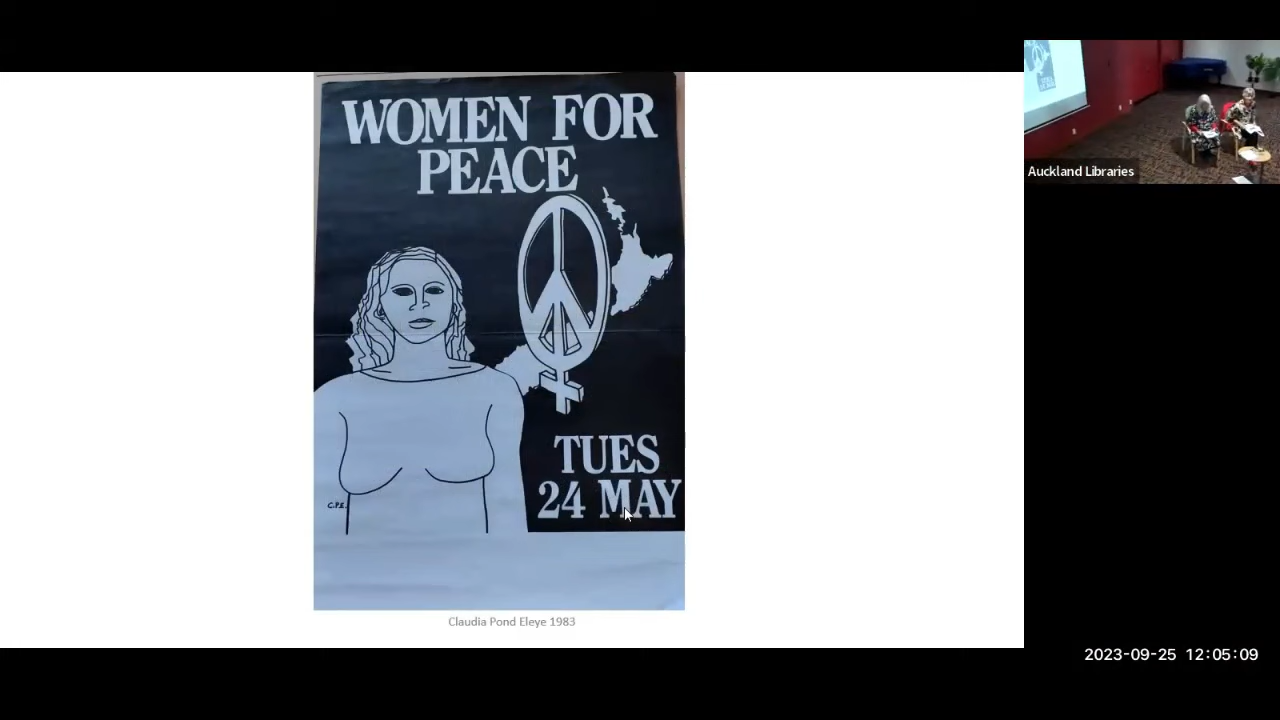 WOMEN FOR
PEACE
TUES
24 MAY
C.P.E.
Claudia Pond Eleye 1983
Auckland Libraries
2023-09-25 12:05:09